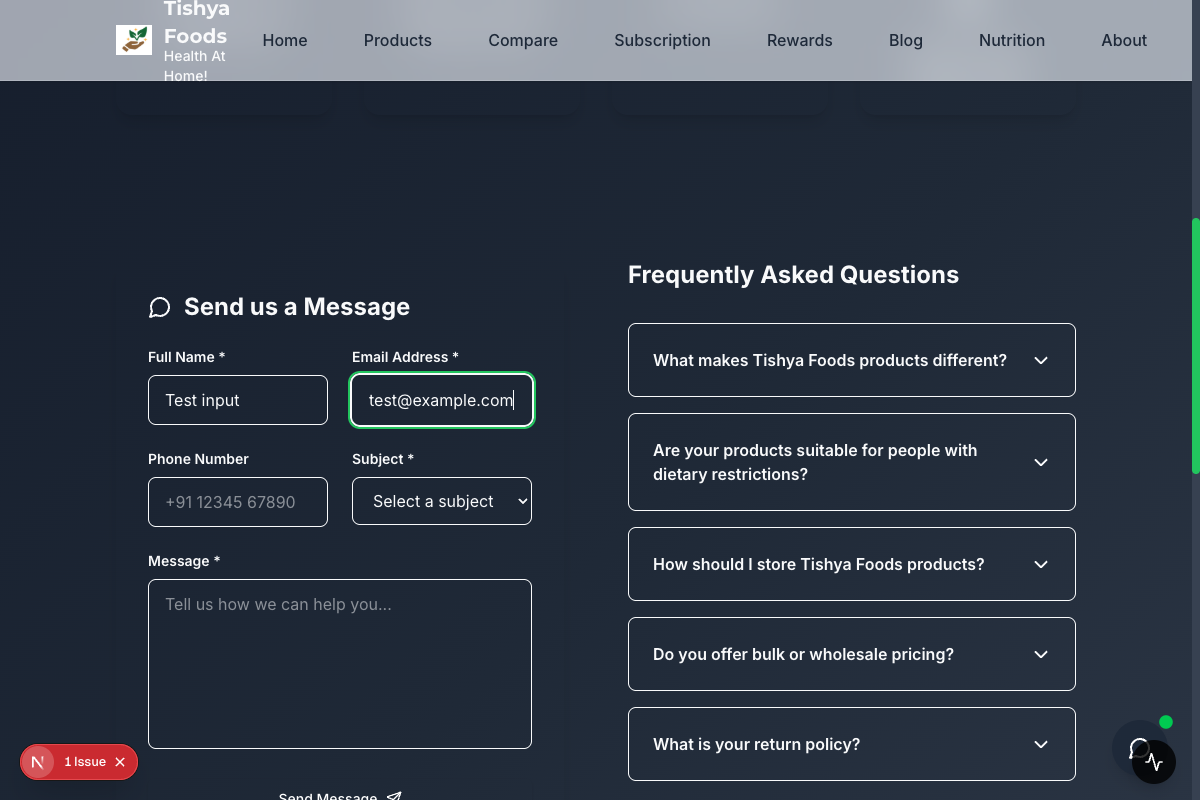 Tishya
Foods
Health At
Home!
Home
Products
Compare
Subscription
Rewards
Blog
Nutrition
About
Send us a Message
Full Name *
Email Address *
Test input
test@example.com
Phone Number
Subject *
+91 12345 67890
Select a subject
Message *
Tell us how we can help you...
Send Message
Frequently Asked Questions
What makes Tishya Foods products different?
Are your products suitable for people with
dietary restrictions?
How should I store Tishya Foods products?
Do you offer bulk or wholesale pricing?
What is your return policy?
N
1 Issue